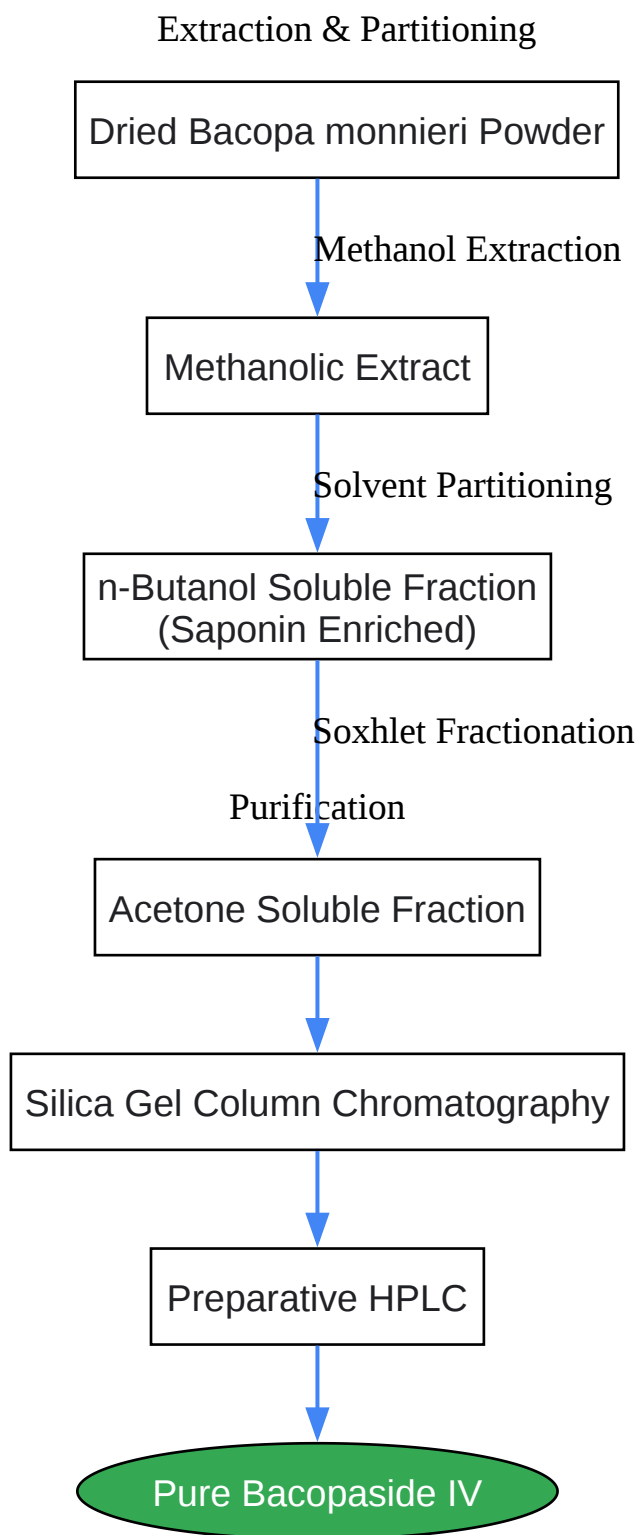 Extraction & Partitioning
Dried Bacopa monnieri Powder
Methanol Extraction
Methanolic Extract
Solvent Partitioning
n-Butanol Soluble Fraction
(Saponin Enriched)
Soxhlet Fractionation
Purification
Acetone Soluble Fraction
Silica Gel Column Chromatography
Preparative HPLC
Pure Bacopaside IV